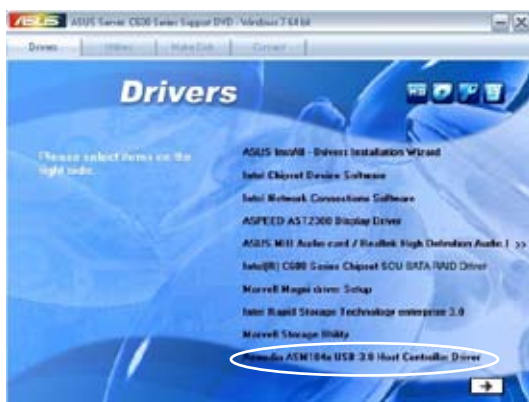 ASUS
ASUS Server C600 Series Support DVD - Windows 7 64 bit
Drivers
Utilities
Make Disk
Contact
Drivers
Please select items on the
right side.
ASUS InstAll - Drivers Installation Wizard
Intel Chipset Device Software
Intel Network Connections Software
ASPEED AST2300 Display Driver
ASUS MIO Audio card / Realtek High Definition Audio >>
Intel(R) C600 Series Chipset SCU SATA RAID Driver
Marvell Magni driver Setup
Intel Rapid Storage Technology enterprise 3.0
Marvell Storage Utility
Asmedia ASM104x USB 3.0 Host Controller Driver